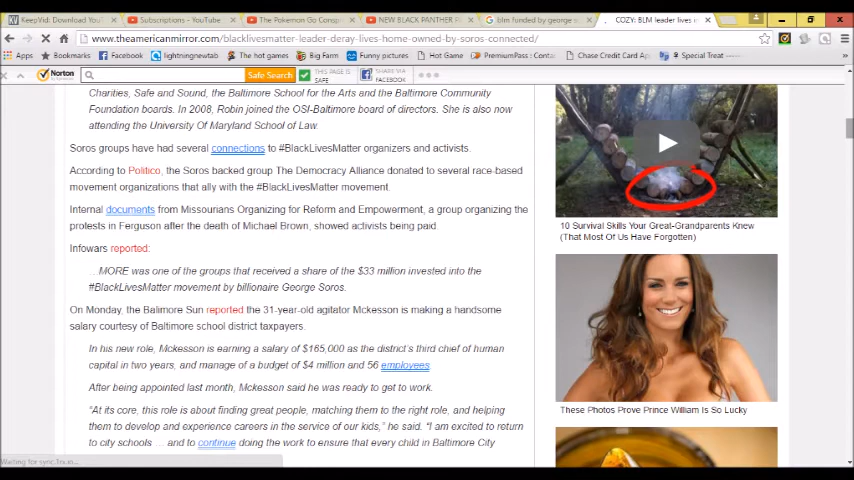 KeepVid: Download YouT
Subscriptions - YouTube
The Pokemon Go Consp
NEW BLACK PANTHER P
blm funded by george s
COZY: BLM leader lives i
www.theamericanmirror.com/blacklivesmatter-leader-deray-lives-home-owned-by-soros-connected/
Apps Bookmarks Facebook lightningnewtab The hot games Big Farm Funny pictures Hot Game PremiumPass : Conta Chase Credit Card App Special Treat
Norton Safe Search THIS PAGE IS SAFE SHARE VIA FACEBOOK
Charities, Safe and Sound, the Baltimore School for the Arts and the Baltimore Community
Foundation boards. In 2008, Robin joined the OSI-Baltimore board of directors. She is also now
attending the University Of Maryland School of Law.
Soros groups have had several connections to #BlackLivesMatter organizers and activists.
According to Politico, the Soros backed group The Democracy Alliance donated to several race-based
movement organizations that ally with the #BlackLivesMatter movement.
Internal documents from Missourians Organizing for Reform and Empowerment, a group organizing the
protests in Ferguson after the death of Michael Brown, showed activists being paid.
Infowars reported:
…MORE was one of the groups that received a share of the $33 million invested into the
#BlackLivesMatter movement by billionaire George Soros.
On Monday, the Balimore Sun reported the 31-year-old agitator Mckesson is making a handsome
salary courtesy of Baltimore school district taxpayers.
In his new role, Mckesson is earning a salary of $165,000 as the district's third chief of human
capital in two years, and manage of a budget of $4 million and 56 employees
After being appointed last month, Mckesson said he was ready to get to work.
“At its core, this role is about finding great people, matching them to the right role, and helping
them to develop and experience careers in the service of our kids,” he said. “I am excited to return
to city schools … and to continue doing the work to ensure that every child in Baltimore City
10 Survival Skills Your Great-Grandparents Knew
(That Most Of Us Have Forgotten)
These Photos Prove Prince William Is So Lucky